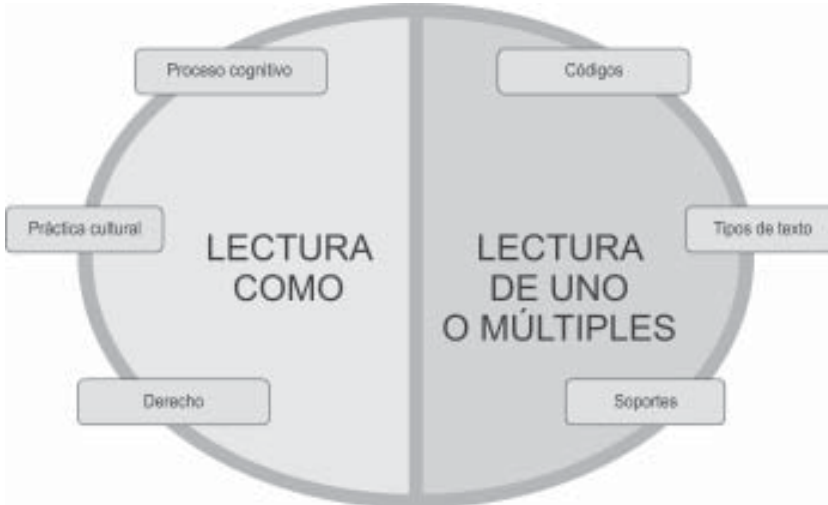 Proceso cognitivo
Práctica cultural
LECTURA
COMO
Derecho
Códigos
Tipos de texto
LECTURA
DE UNO
O MÚLTIPLES
Soportes